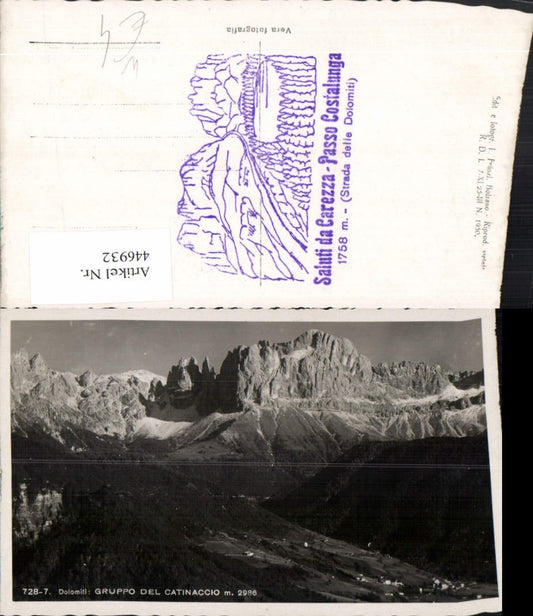 Vera fotografia
Saluti da Carezza - Passo Costalunga
1758 m. - (Strada delle Dolomiti)
Artikel Nr.
446932
728-7. Dolomiti: GRUPPO DEL CATINACCIO m. 2986